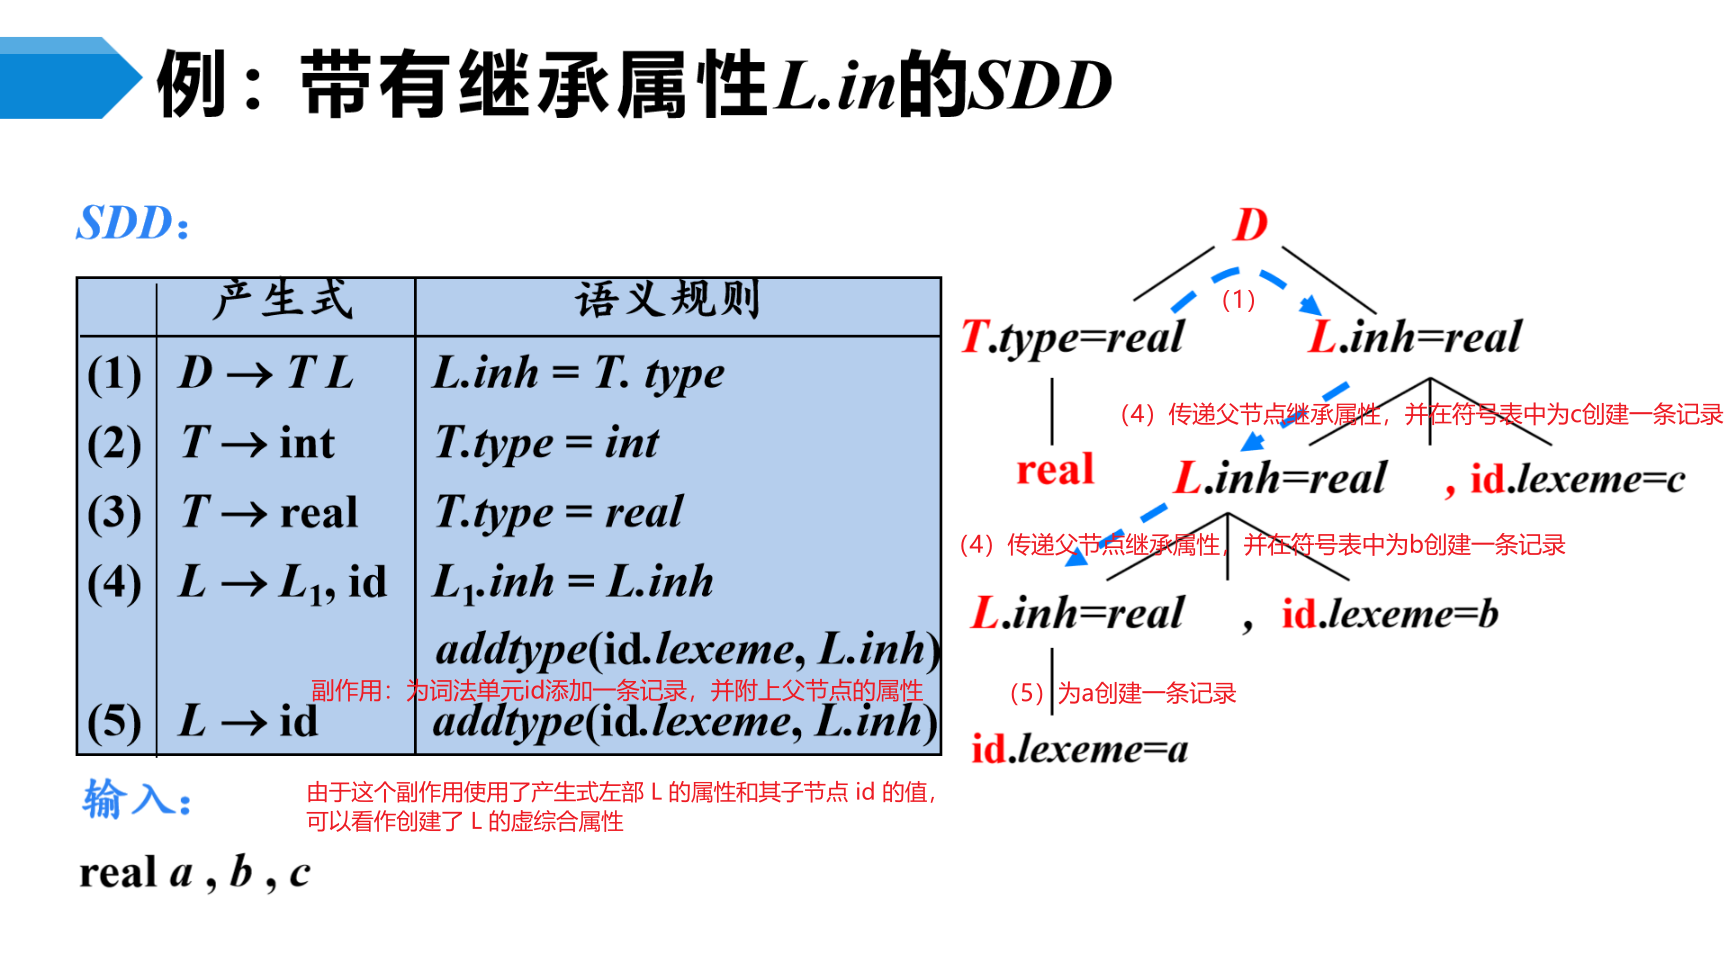 例：带有继承属性L.in的SDD
SDD：
产生式 语义规则
(1) D → T L L.inh = T. type
(2) T → int T.type = int
(3) T → real T.type = real
(4) L → L1, id L1.inh = L.inh
addtype(id.lexeme, L.inh)
副作用：为词法单元id添加一条记录，并附上父节点的属性
(5) L → id addtype(id.lexeme, L.inh)
输入：
由于这个副作用使用了产生式左部 L 的属性和其子节点 id 的值，
可以看作创建了 L 的虚综合属性
real a , b , c
D
（1）
T.type=real L.inh=real
（4）传递父节点继承属性，并在符号表中为c创建一条记录
real L.inh=real , id.lexeme=c
（4）传递父节点继承属性，并在符号表中为b创建一条记录
L.inh=real , id.lexeme=b
（5）为a创建一条记录
id.lexeme=a